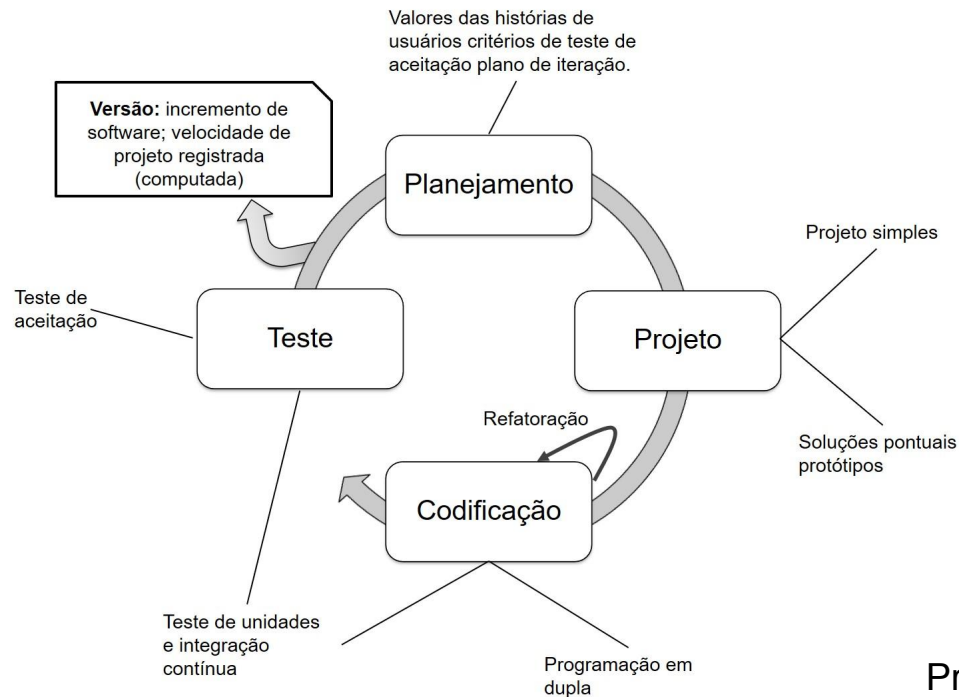 Valores das histórias de
usuários critérios de teste de
aceitação plano de iteração.
Versão: incremento de
software; velocidade de
projeto registrada
(computada)
Planejamento
Projeto simples
Teste de
aceitação
Teste
Projeto
Refatoração
Soluções pontuais
protótipos
Codificação
Teste de unidades
e integração
contínua
Programação em
dupla
Pr